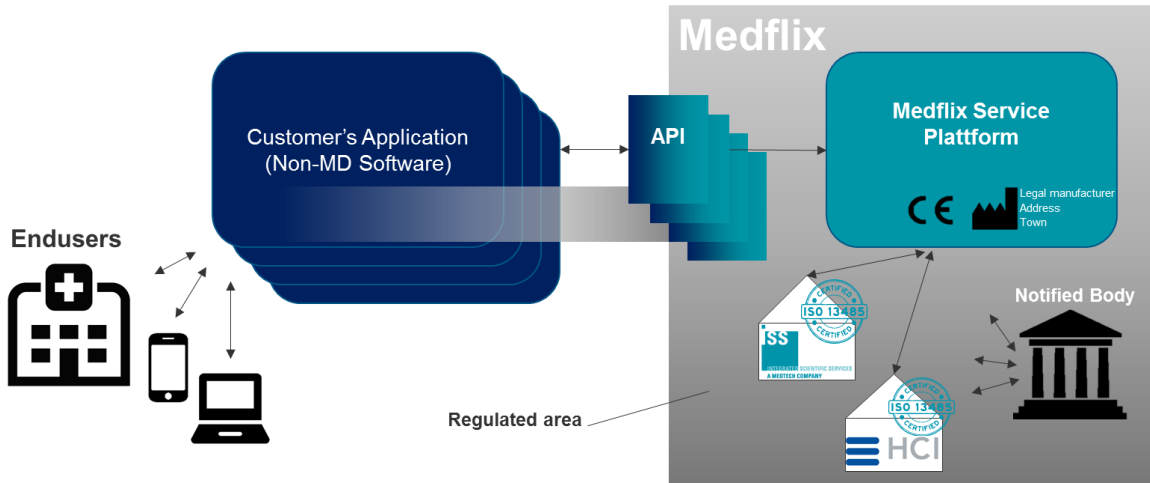 Medflix
Customer's Application
(Non-MD Software)
API
Medflix Service
Plattform
CE
Legal manufacturer
Address
Town
Endusers
Notified Body
CERTIFIED
ISO 13485
CERTIFIED
ISS
INTEGRATED SCIENTIFIC SERVICES
A MEDTECH COMPANY
Regulated area
CERTIFIED
ISO 13485
CERTIFIED
HCI